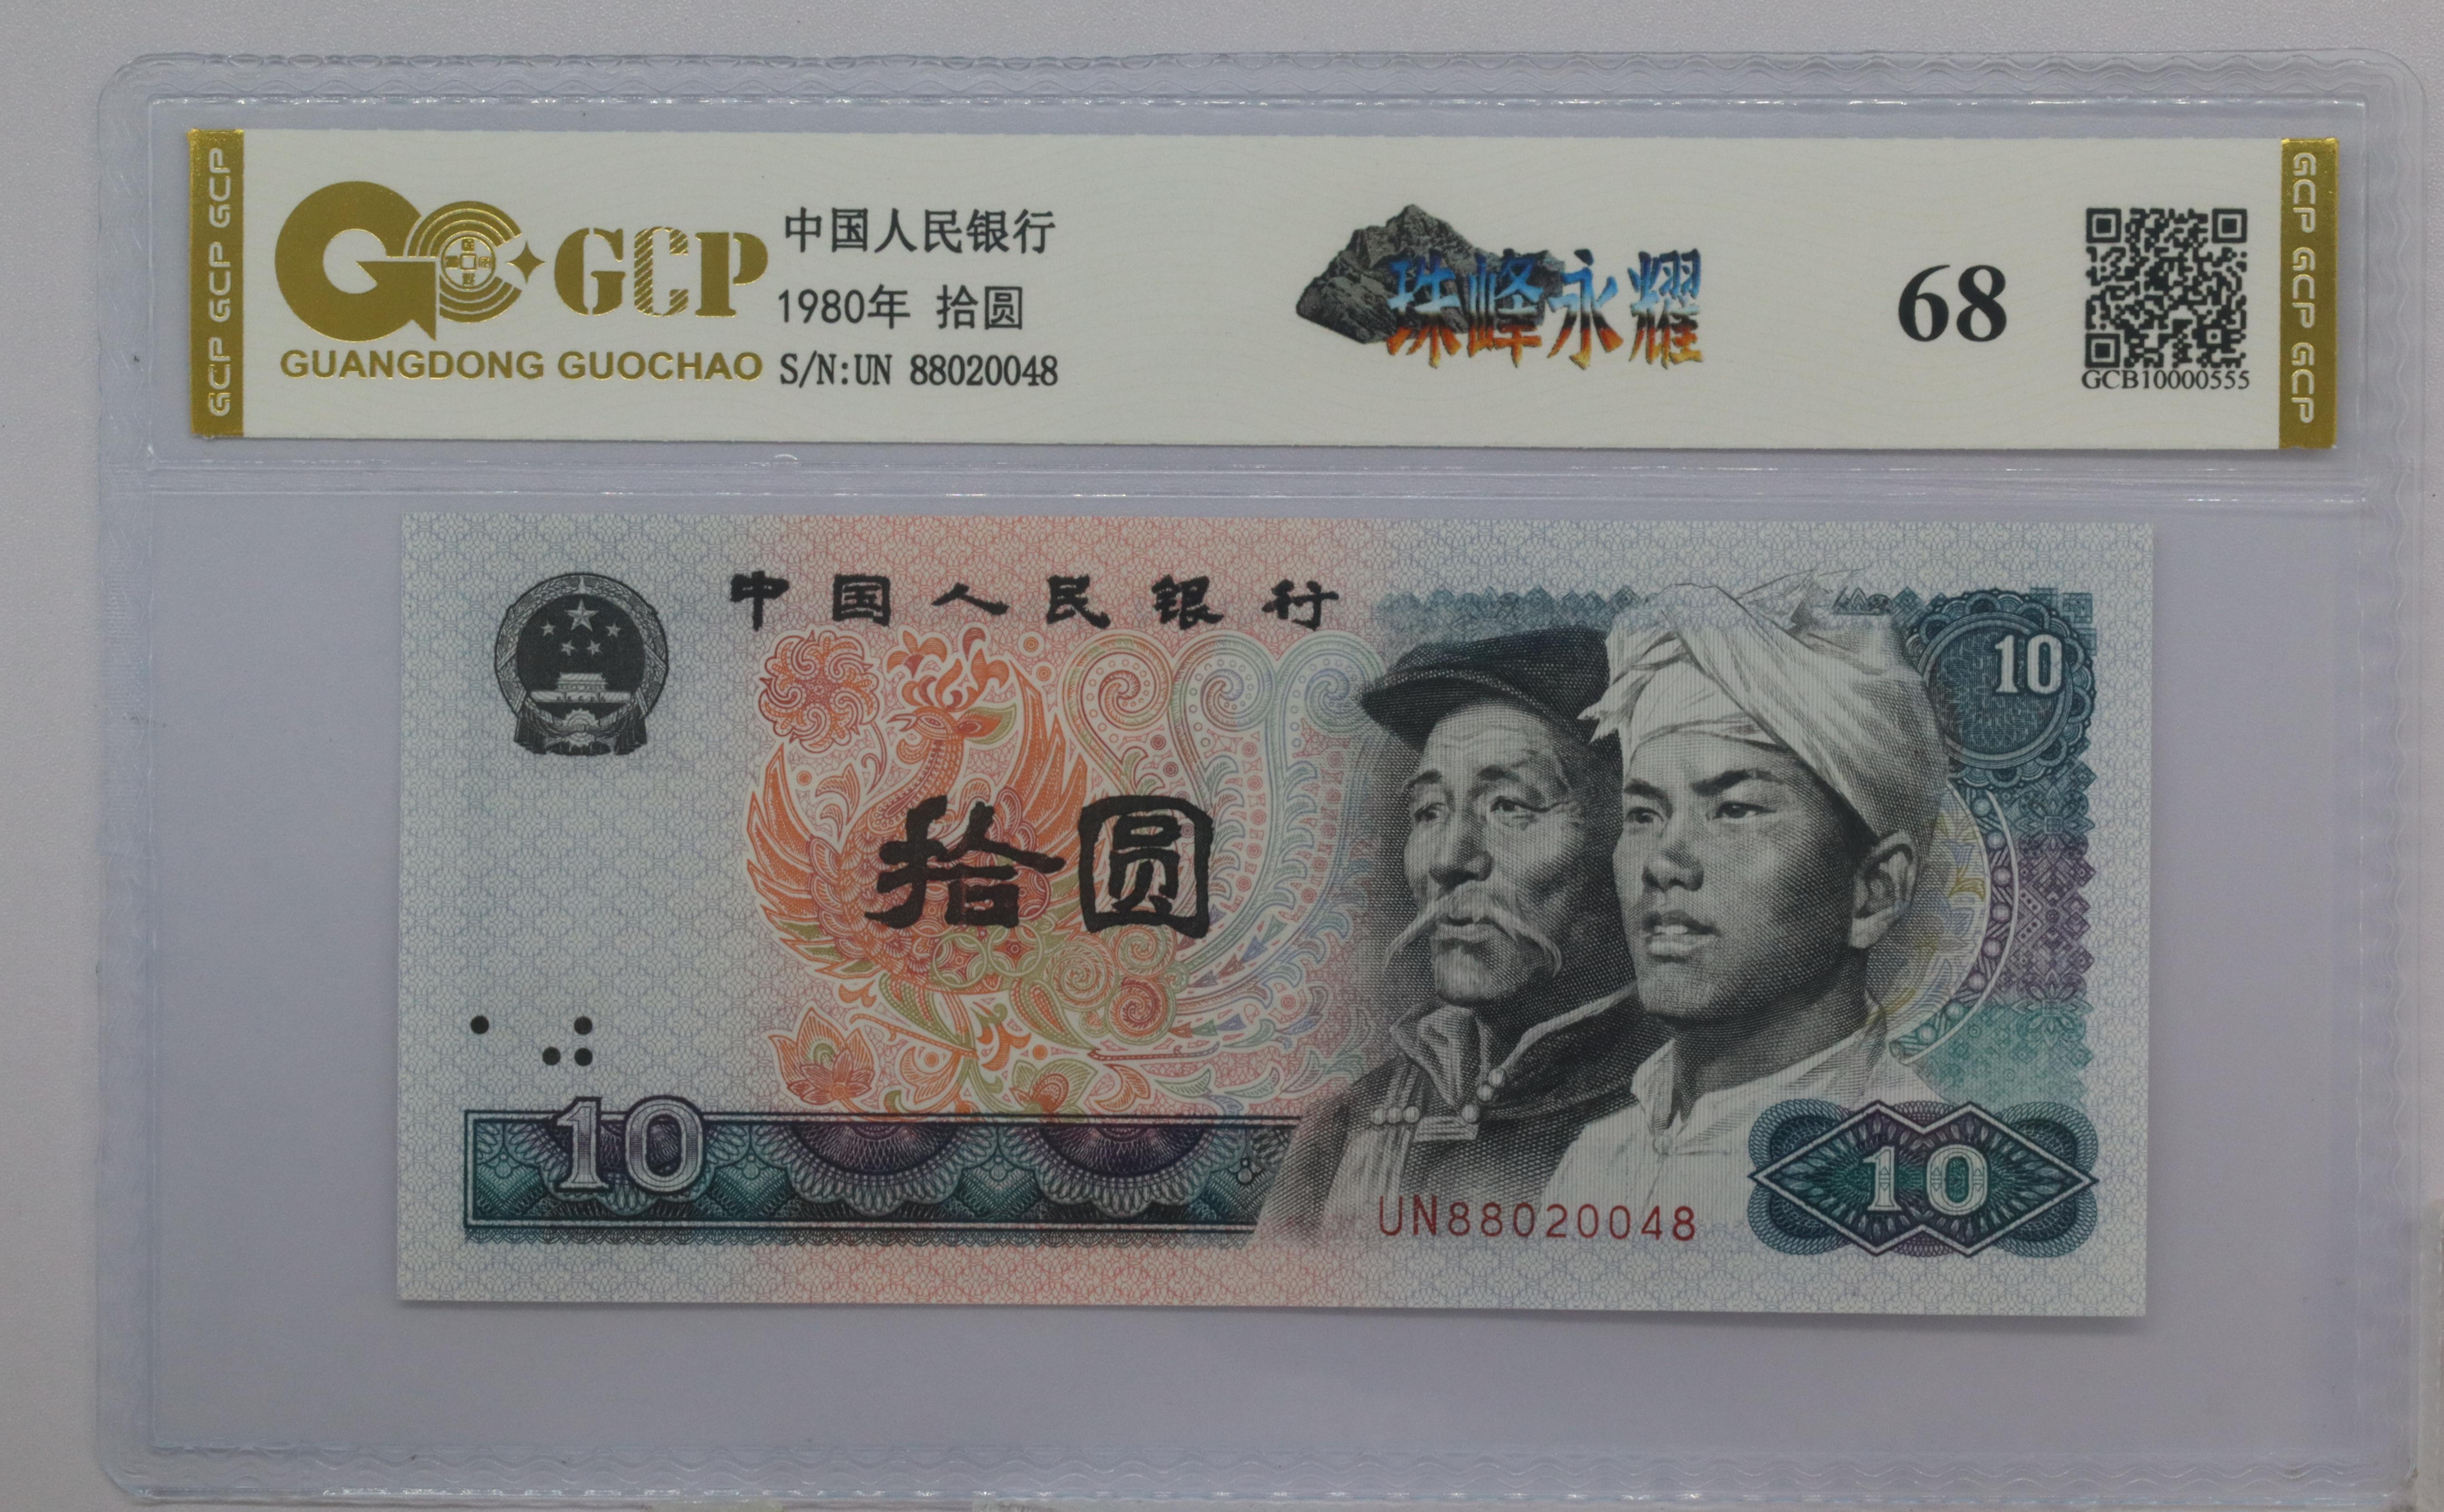 GCP GCP GCP
GCP
GUANGDONG GUOCHAO
中国人民银行
1980年 拾圆
S/N:UN 88020048
珠峰永耀
68
GCB10000555
GCP GCP GCP
中国人民银行
10
拾圆
10
UN88020048
10